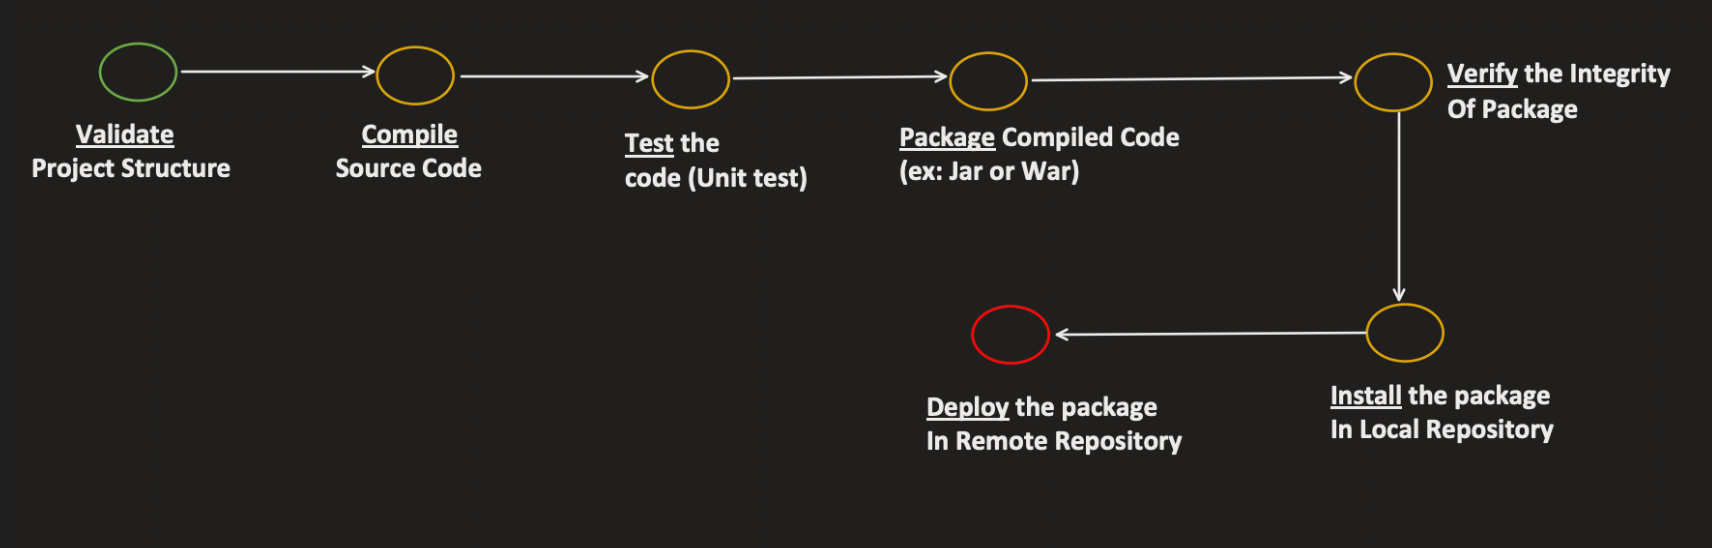 Validate
Project Structure
Compile
Source Code
Test the
code (Unit test)
Package Compiled Code
(ex: Jar or War)
Verify the Integrity
Of Package
Install the package
In Local Repository
Deploy the package
In Remote Repository